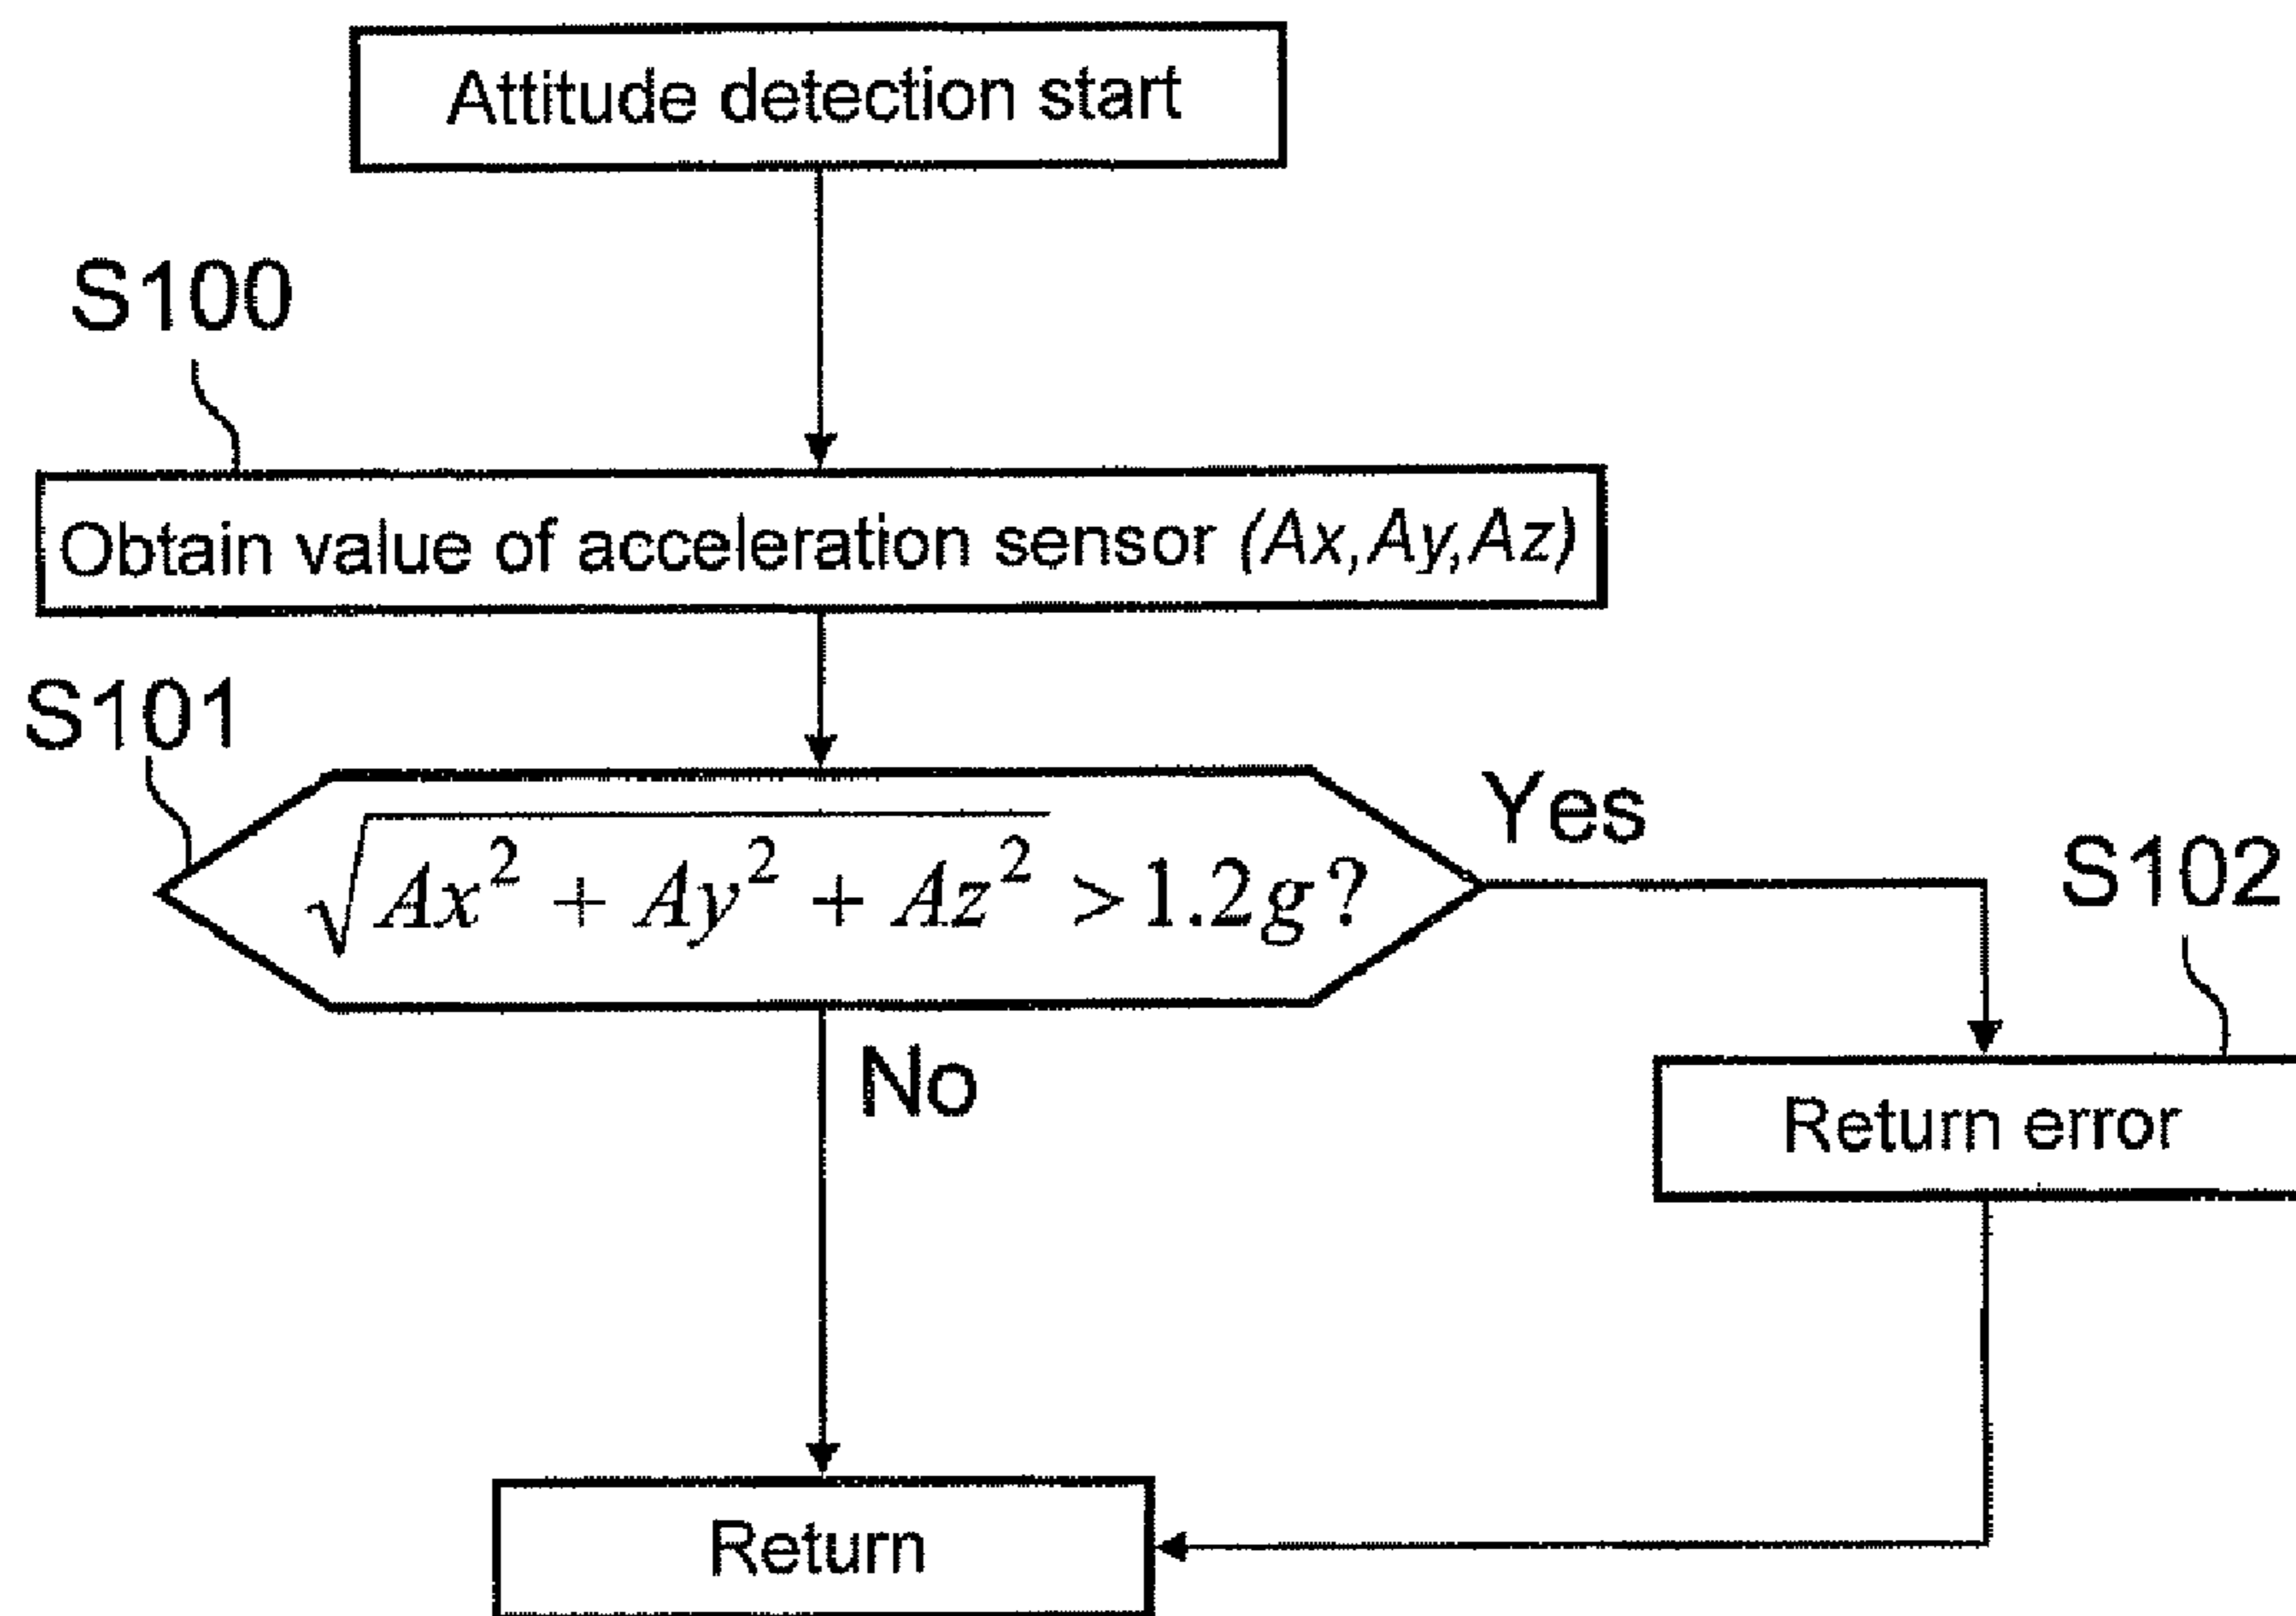 Attitude detection start
S100
Obtain value of acceleration sensor (Ax,Ay,Az)
S101
√Ax² + Ay² + Az² > 1.2g?
Yes
S102
No
Return error
Return